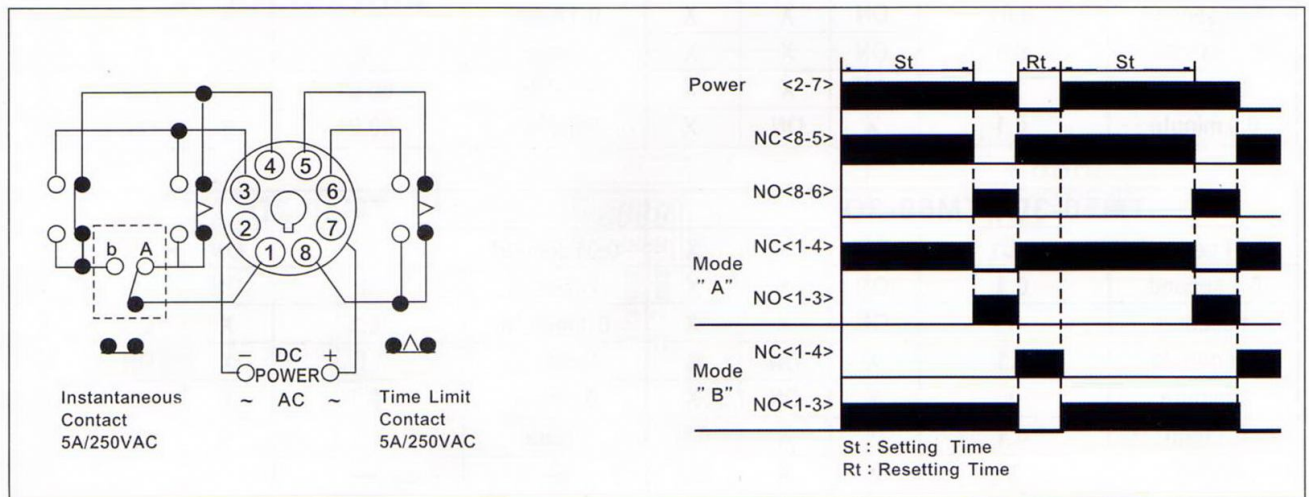 4 5
3 6
2 7
1 8
b A
− DC +
POWER
~ AC ~
Instantaneous
Contact
5A/250VAC
Time Limit
Contact
5A/250VAC
St Rt St
Power <2-7>
NC<8-5>
NO<8-6>
Mode
"A"
NC<1-4>
NO<1-3>
Mode
"B"
NC<1-4>
NO<1-3>
St : Setting Time
Rt : Resetting Time
minute